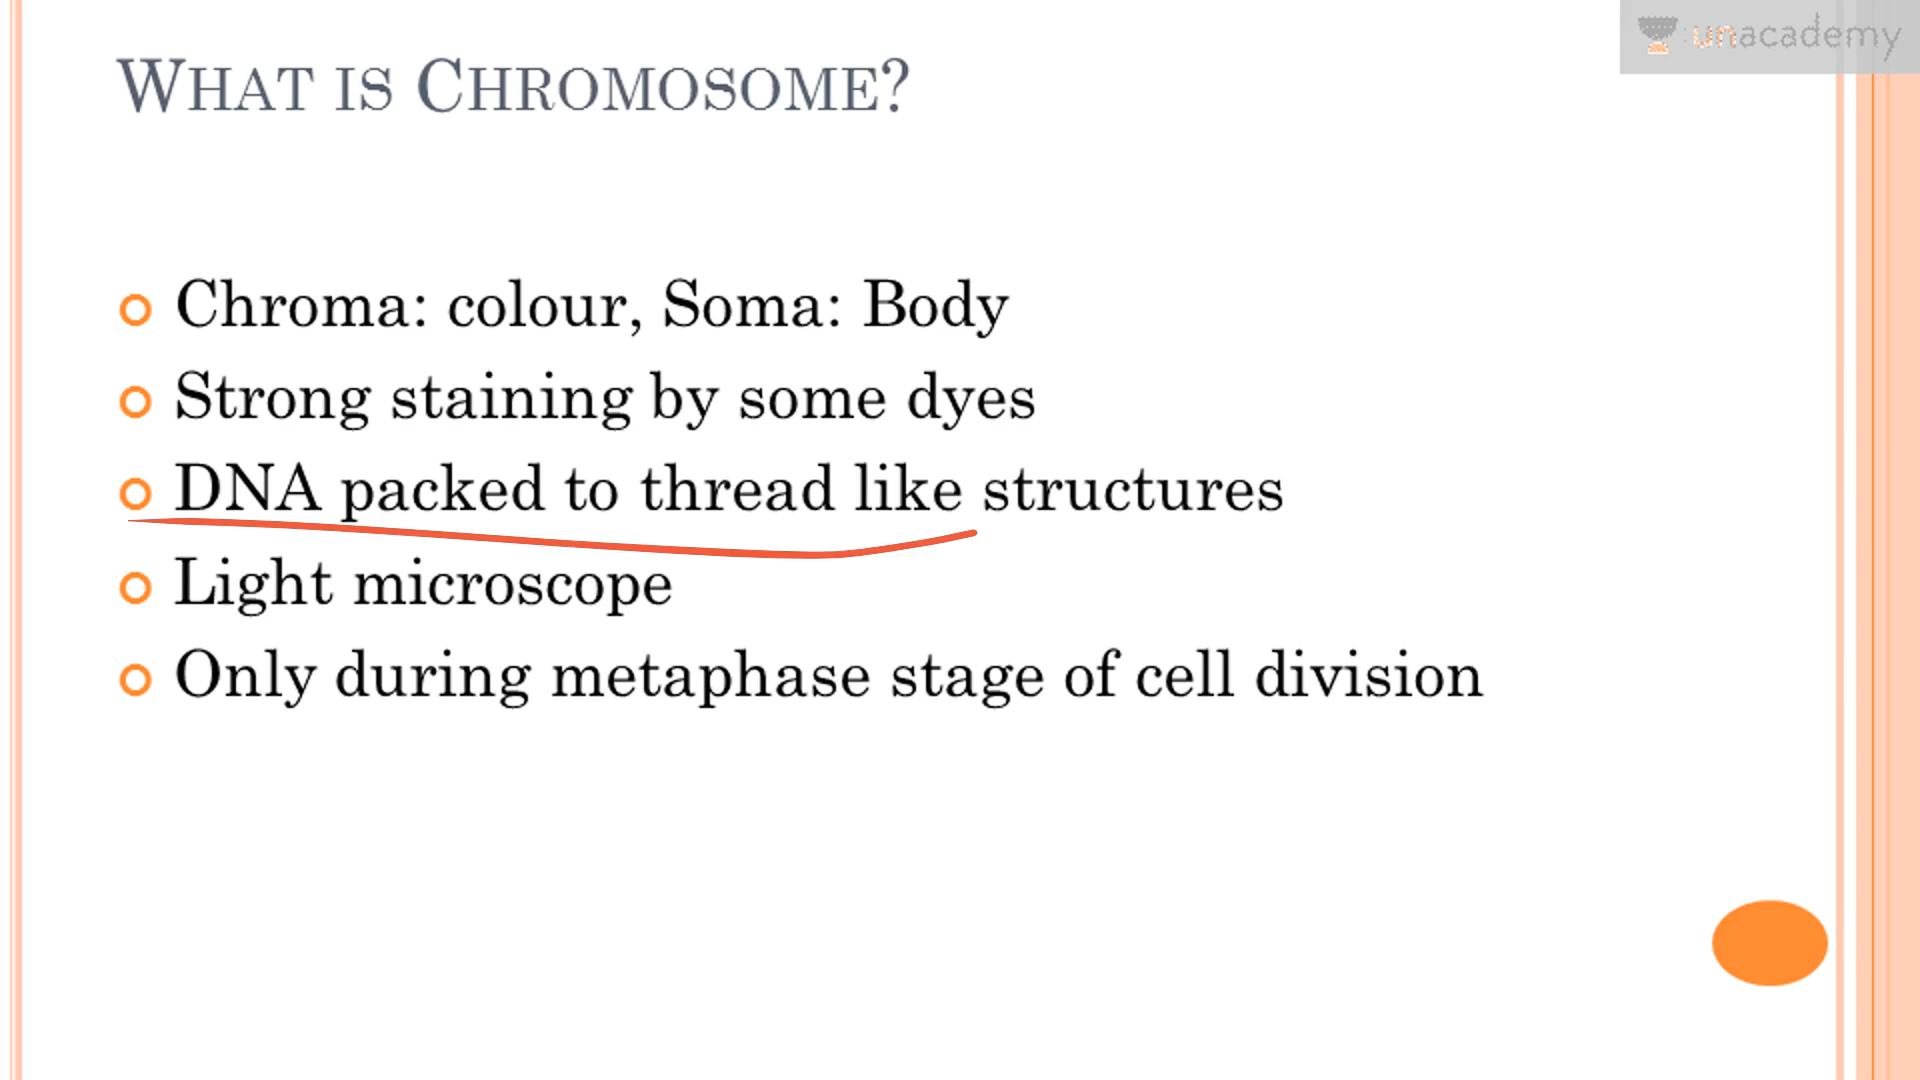 WHAT IS CHROMOSOME?
unacademy
Chroma: colour, Soma: Body
Strong staining by some dyes
DNA packed to thread like structures
Light microscope
Only during metaphase stage of cell division